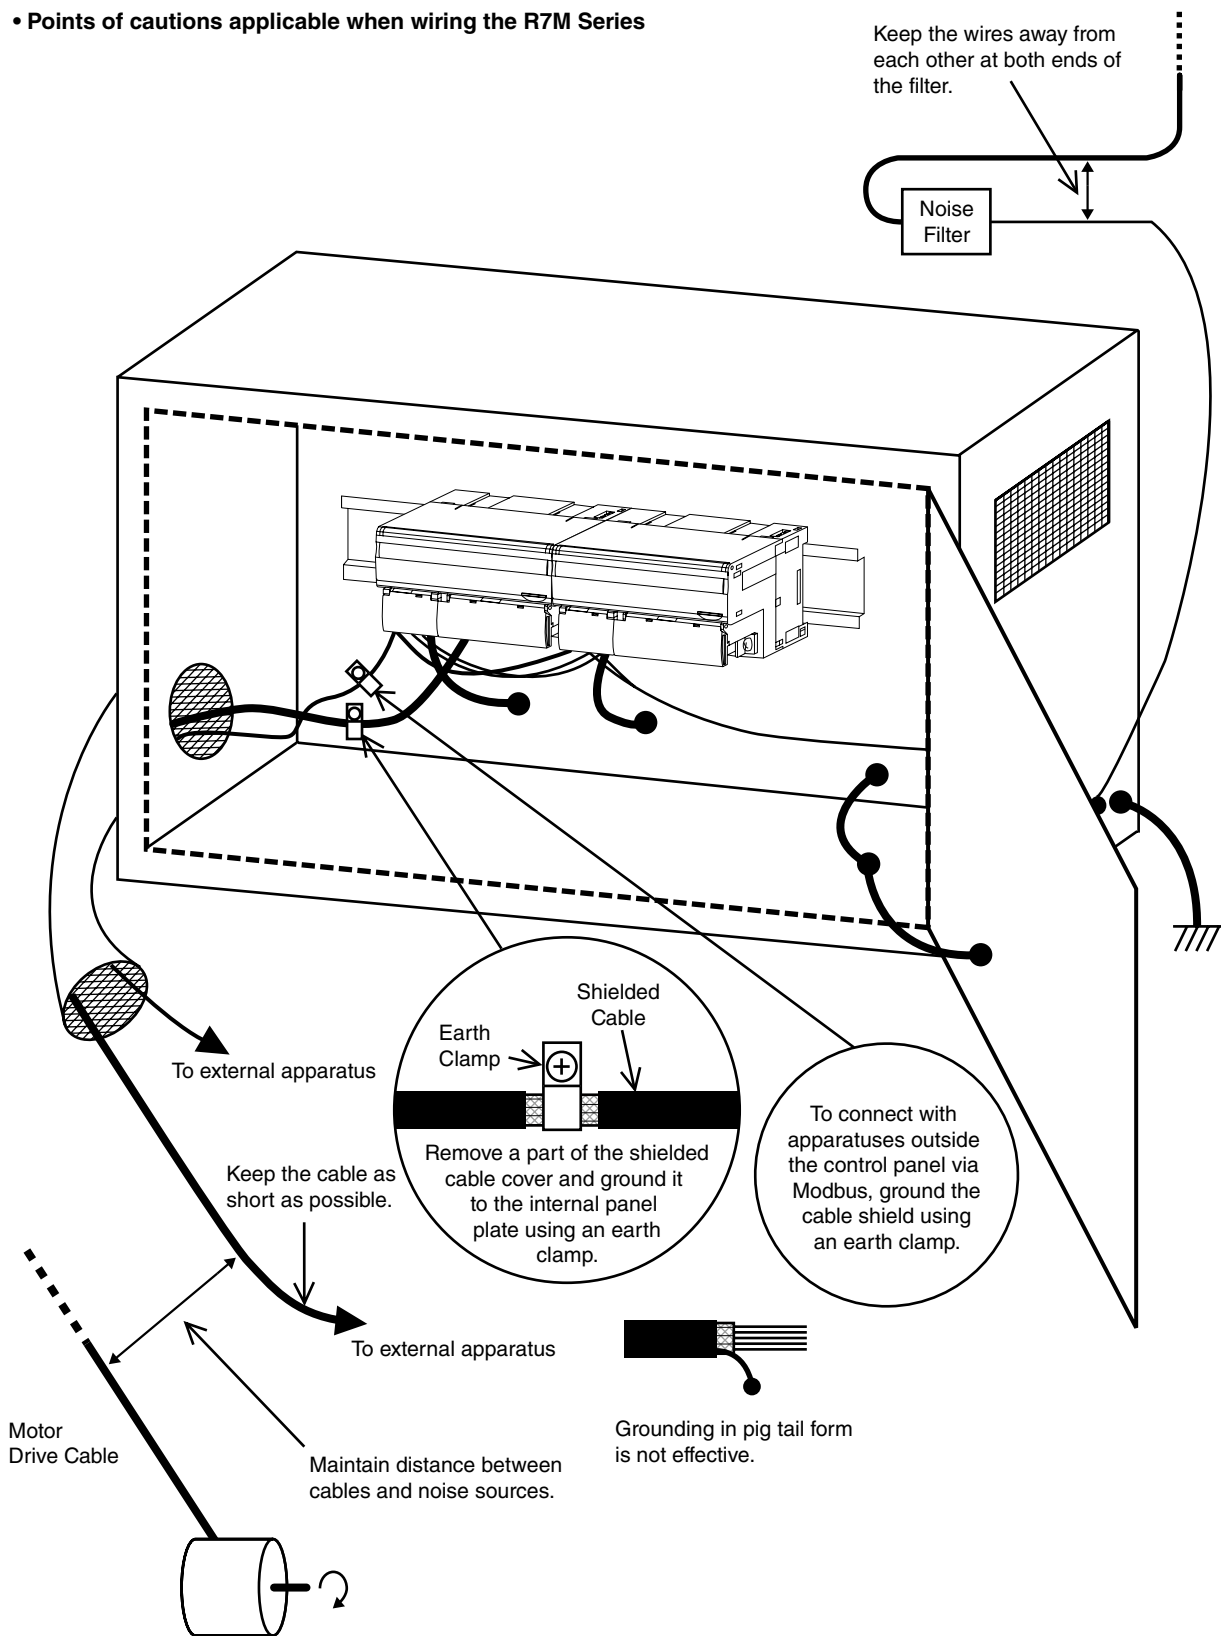 • Points of cautions applicable when wiring the R7M Series
Keep the wires away from
each other at both ends of
the filter.
Noise
Filter
Shielded
Cable
Earth
Clamp
To external apparatus
Remove a part of the shielded
cable cover and ground it
to the internal panel
plate using an earth
clamp.
To connect with
apparatuses outside
the control panel via
Modbus, ground the
cable shield using
an earth clamp.
Keep the cable as
short as possible.
To external apparatus
Motor
Drive Cable
Maintain distance between
cables and noise sources.
Grounding in pig tail form
is not effective.